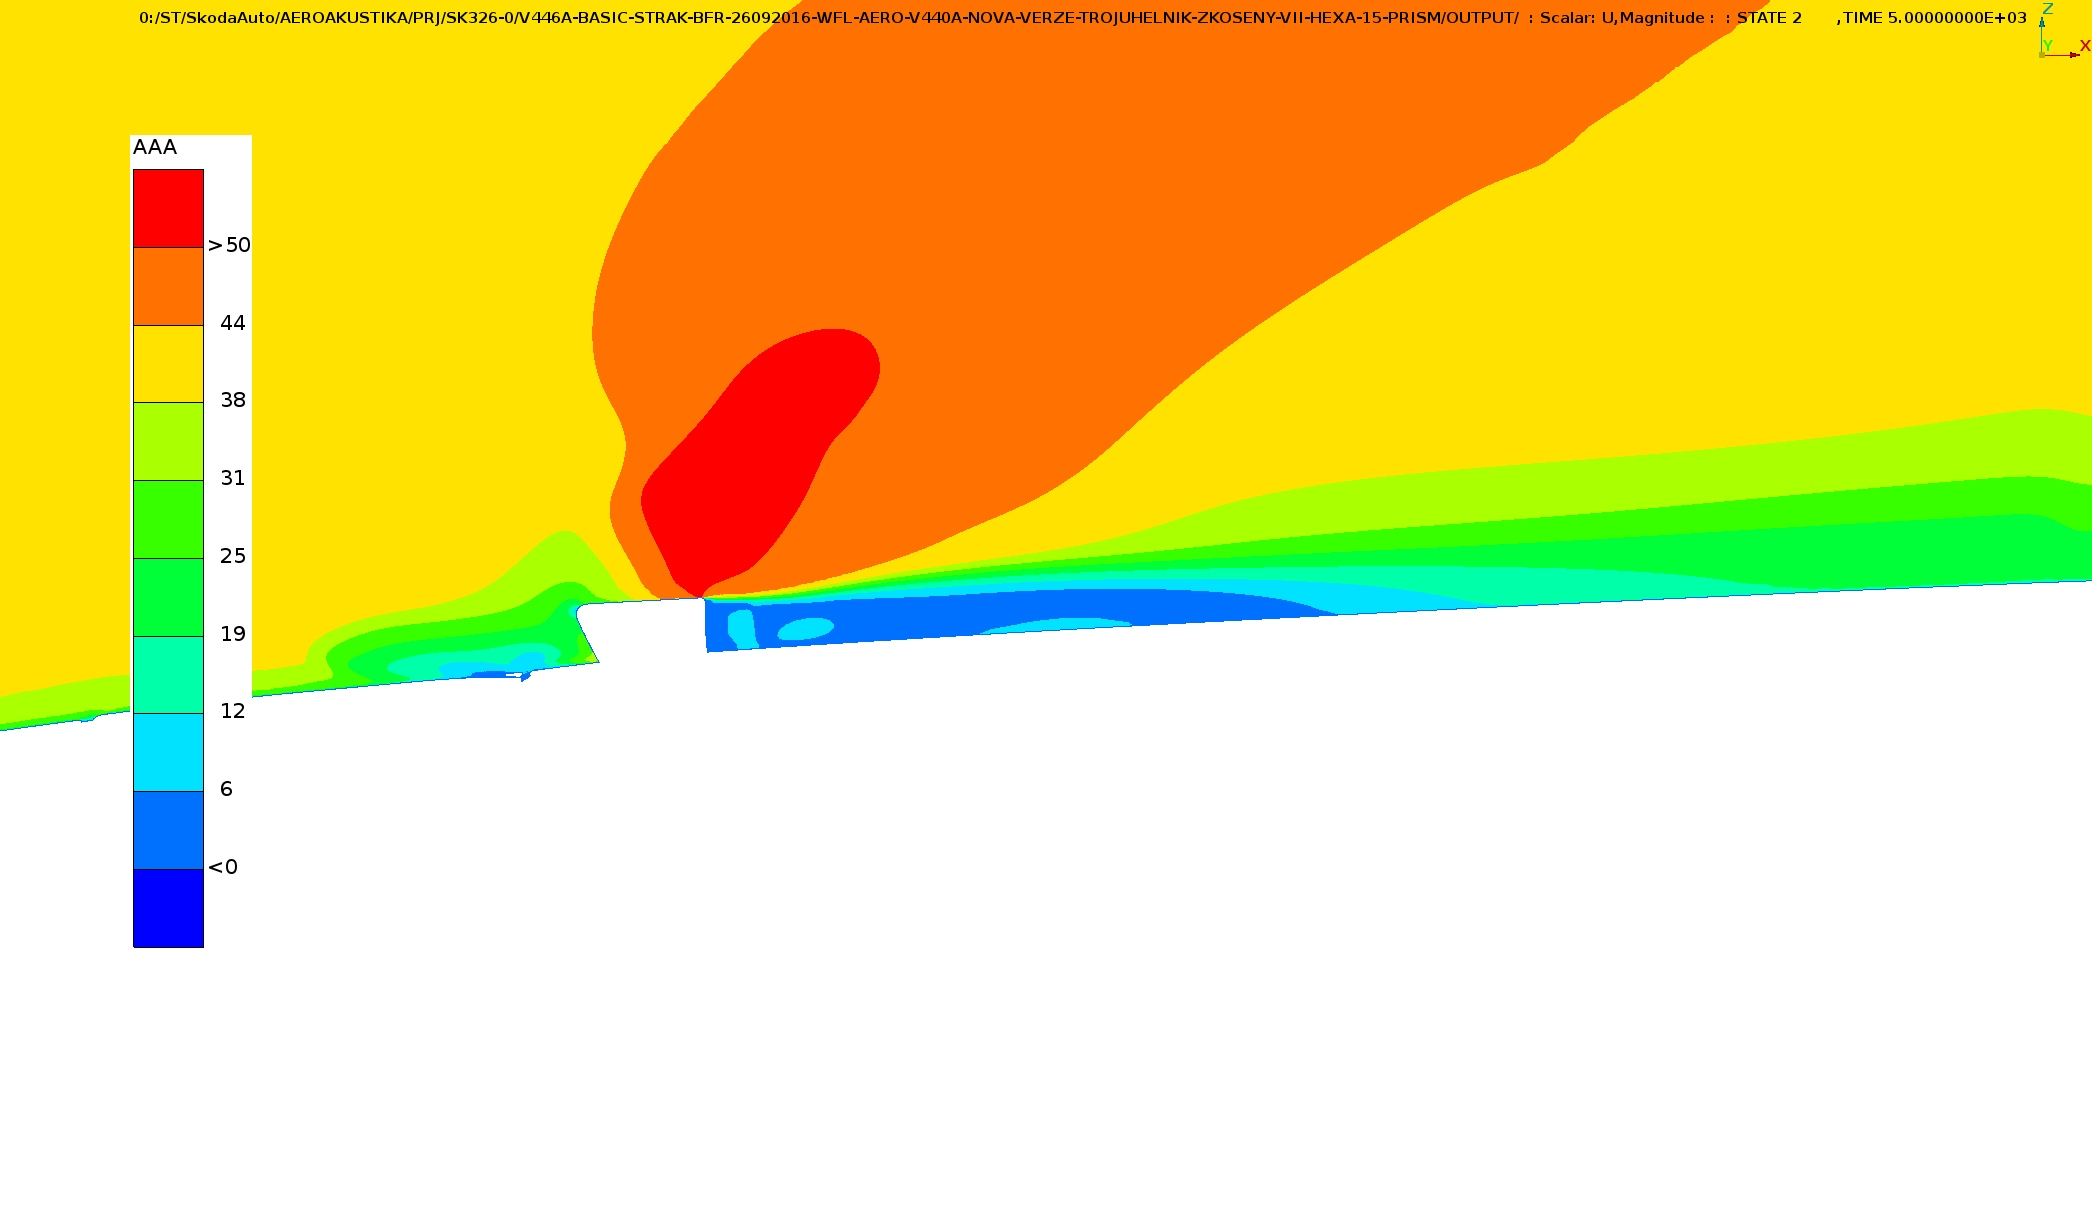 0:/ST/SkodaAuto/AEROAKUSTIKA/PRJ/SK326-0/V446A-BASIC-STRAK-BFR-26092016-WFL-AERO-V440A-NOVA-VERZE-TROJUHELNIK-ZKOSENY-VII-HEXA-15-PRISM/OUTPUT/ : Scalar: U,Magnitude : : STATE 2 ,TIME 5.00000000E+03
Z
Y X
AAA
>50
44
38
31
25
19
12
6
<0